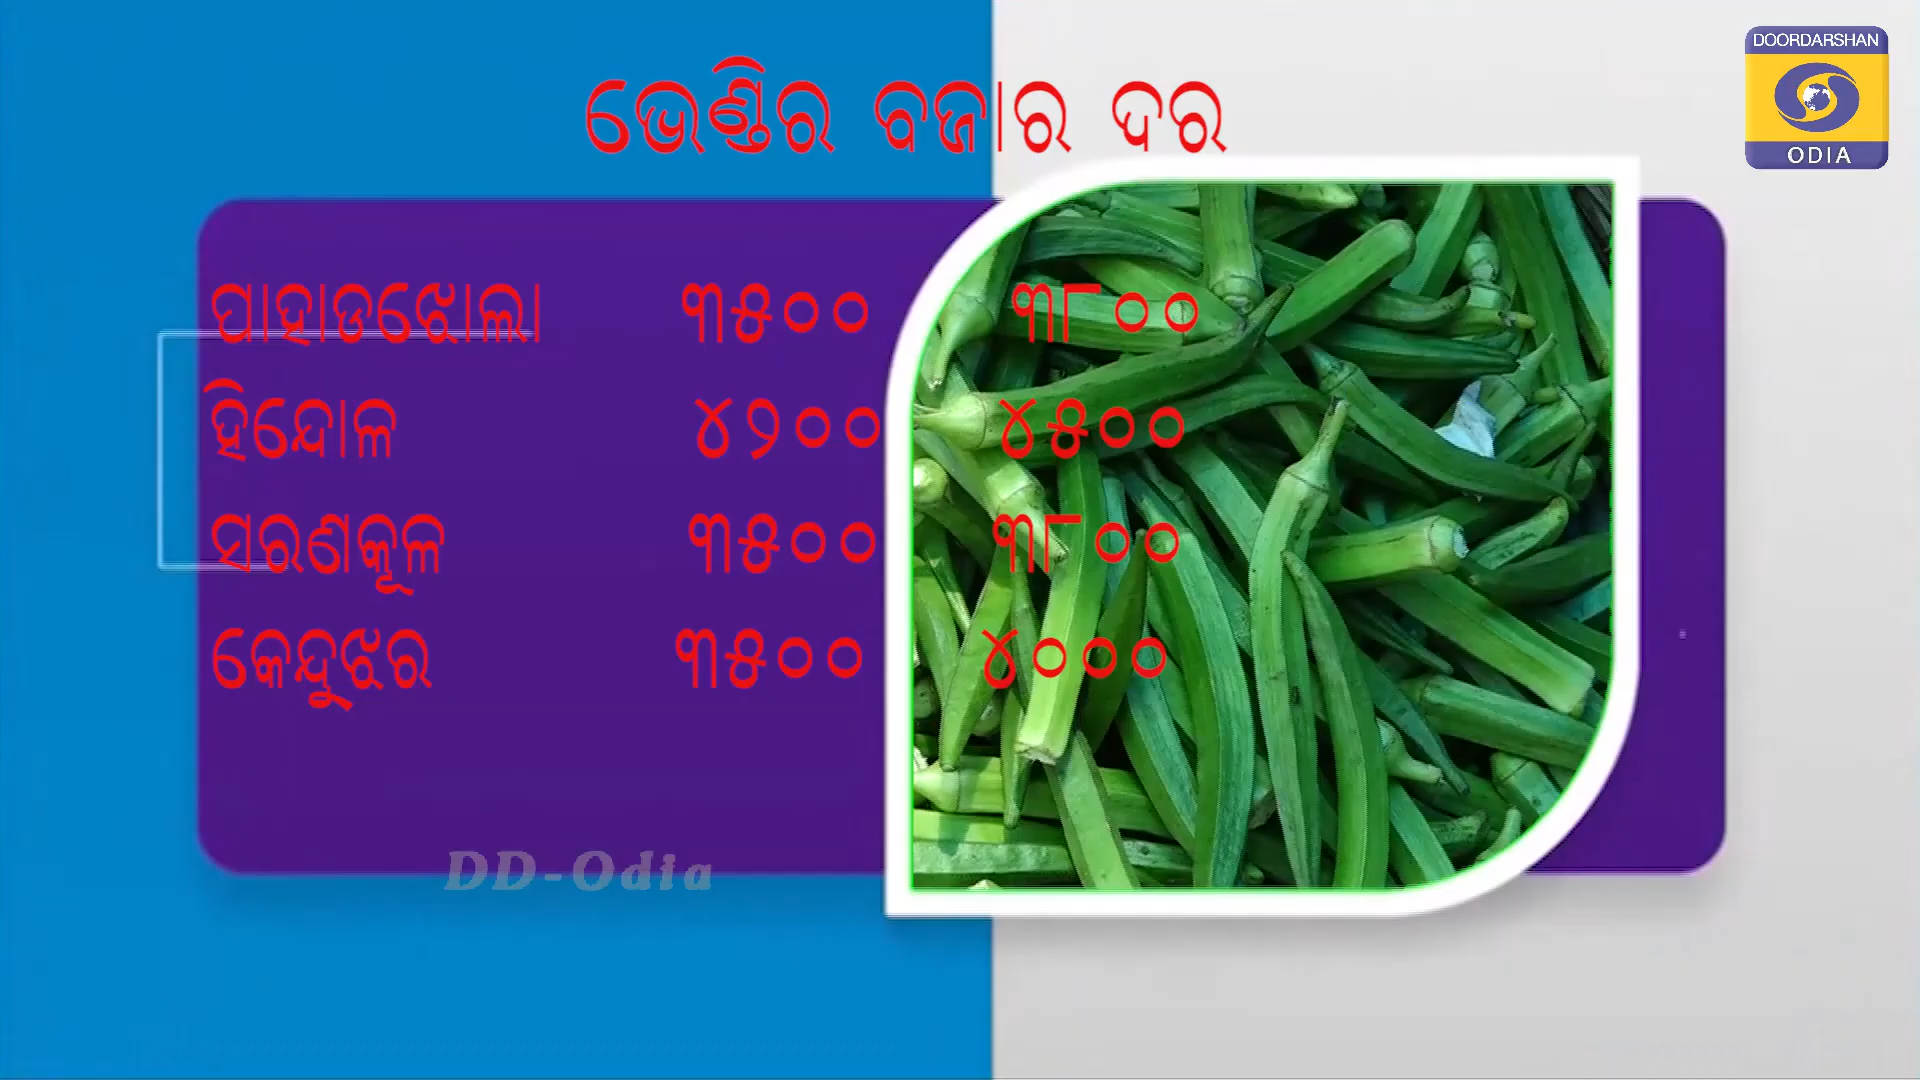 DOORDARSHAN
ODIA
ଭେଣ୍ଡିର ବଜାର ଦର
ପାହାଡଝୋଲା ୩୫୦୦ ୩୮୦୦
ହିନ୍ଦୋଳ ୪୨୦୦ ୪୫୦୦
ସରଣକୂଳ ୩୫୦୦ ୩୮୦୦
କେନ୍ଦୁଝର ୩୫୦୦ ୪୦୦୦
DD-Odia